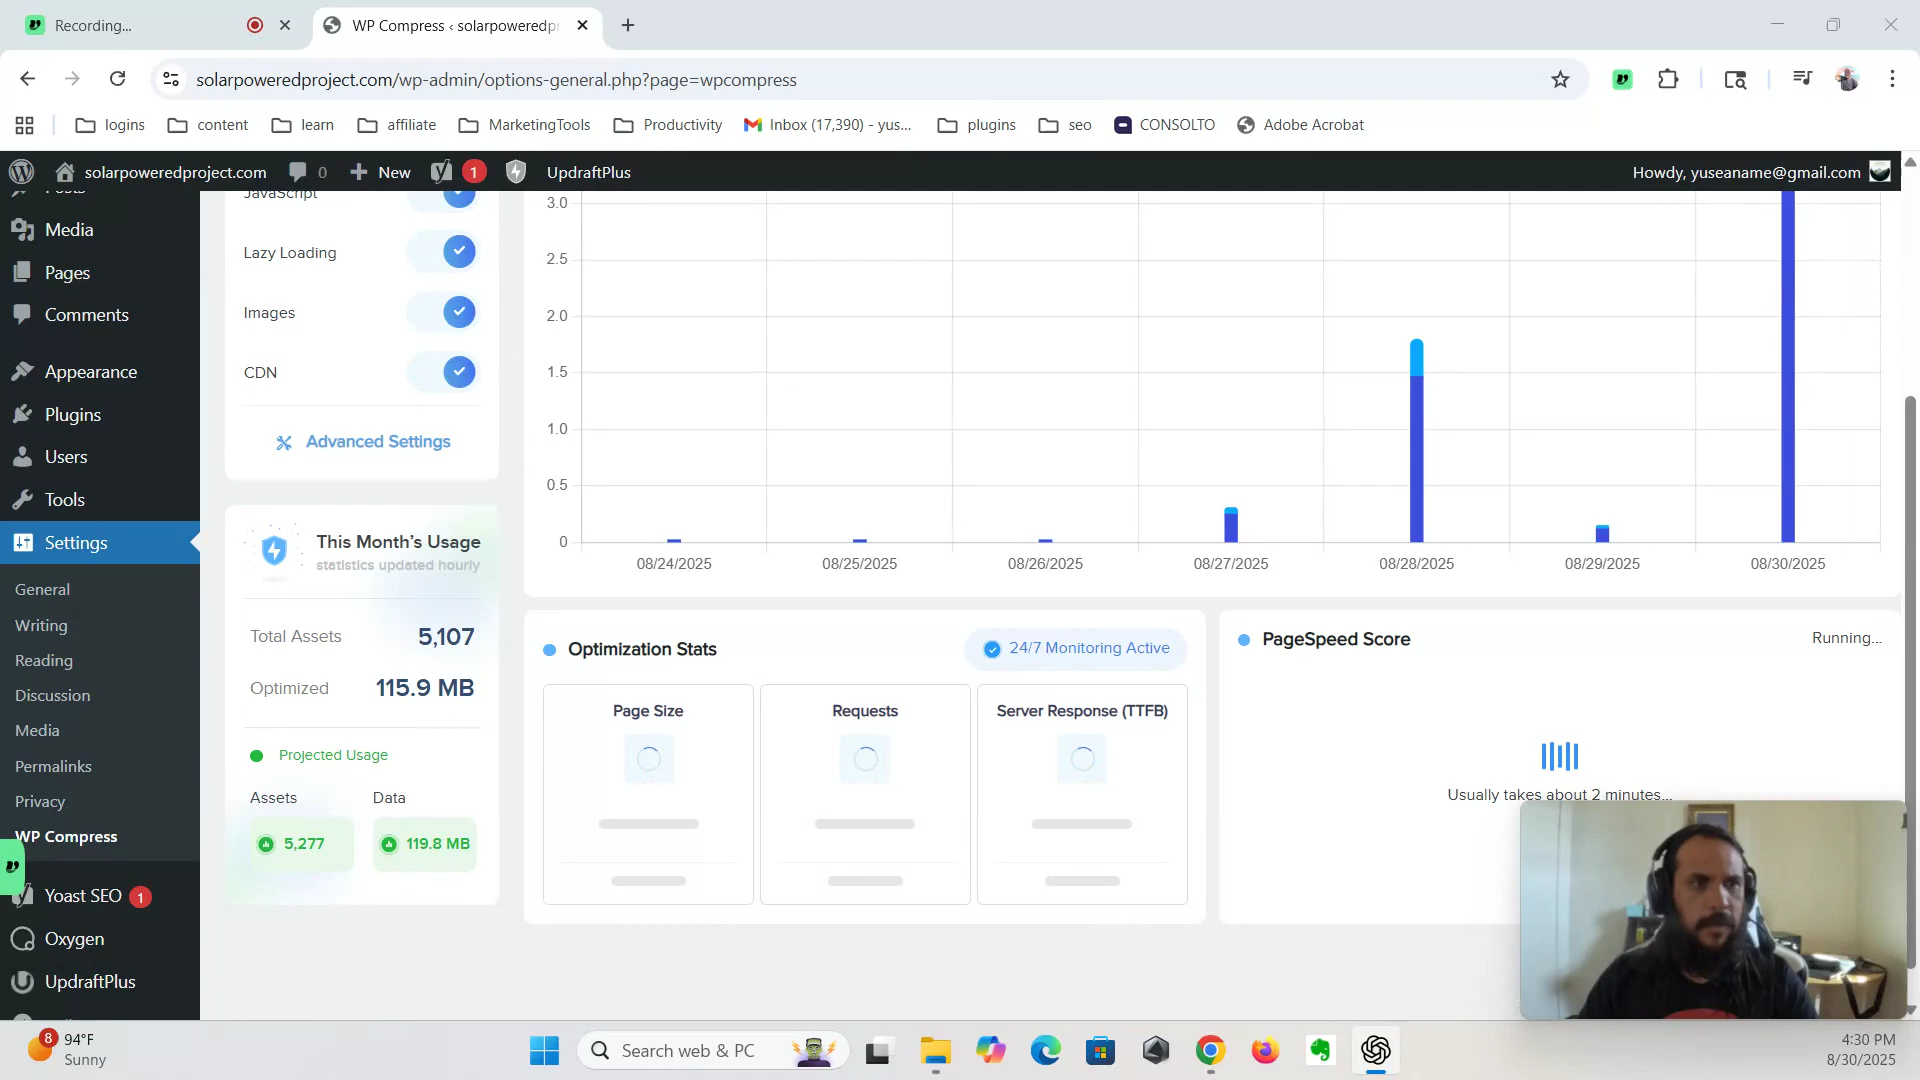 Recording...
WP Compress ‹ solarpoweredpr
solarpoweredproject.com/wp-admin/options-general.php?page=wpcompress
logins
content
learn
affiliate
MarketingTools
Productivity
Inbox (17,390) - yus...
plugins
seo
CONSOLTO
Adobe Acrobat
solarpoweredproject.com
0
New
1
UpdraftPlus
Howdy, yuseaname@gmail.com
Posts
Media
Pages
Comments
Appearance
Plugins
Users
Tools
Settings
General
Writing
Reading
Discussion
Media
Permalinks
Privacy
WP Compress
Yoast SEO 1
Oxygen
UpdraftPlus
JavaScript
Lazy Loading
Images
CDN
Advanced Settings
This Month's Usage
statistics updated hourly
Total Assets 5,107
Optimized 115.9 MB
Projected Usage
Assets Data
5,277 119.8 MB
3.0
2.5
2.0
1.5
1.0
0.5
0
08/24/2025 08/25/2025 08/26/2025 08/27/2025 08/28/2025 08/29/2025 08/30/2025
Optimization Stats
24/7 Monitoring Active
Page Size
Requests
Server Response (TTFB)
PageSpeed Score
Running...
Usually takes about 2 minutes...
8
94°F
Sunny
Search web & PC
4:30 PM
8/30/2025